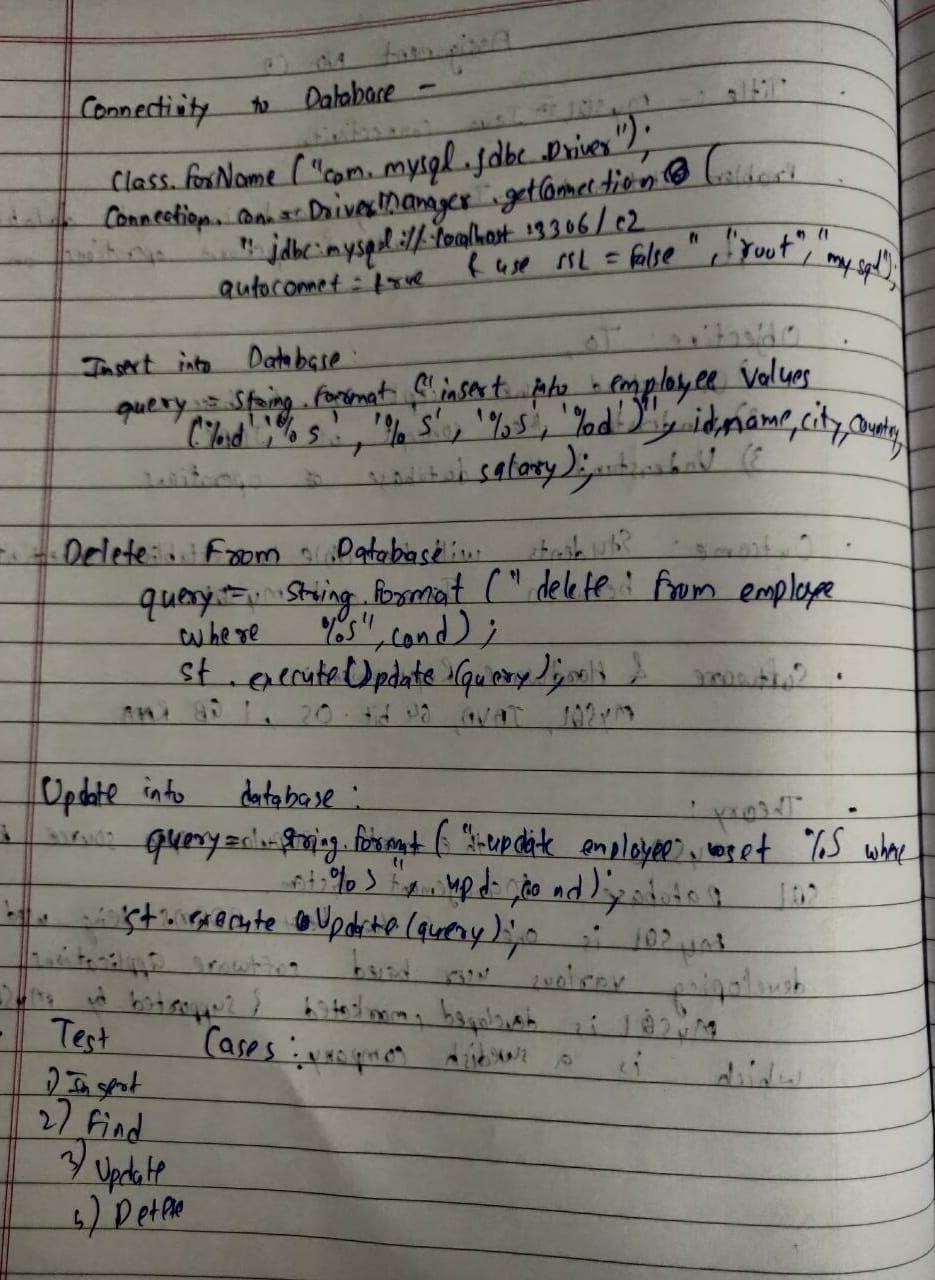 Connectivity to Database -
Class.forName ("com.mysql.jdbc.Driver");
Connection con = DriverManager.getConnection (
"jdbc:mysql://localhost:3306/c2
autoconnet = true & use SSL = false", "root", "mysql");
Insert into Database:
query = String.format ("insert into employee values
('%d', '%s', '%s', '%s', '%d')", id,name,city,country,
salary);
Delete From Database
query = String.format (" delete from employe
where %s", cond);
st.executeUpdate (query);
Update into database:
query = String.format ("update employee set %s where
%s", upd, cond);
st.execute Update (query);
Test Cases:
1) Insert
2) Find
3) Update
4) Delete